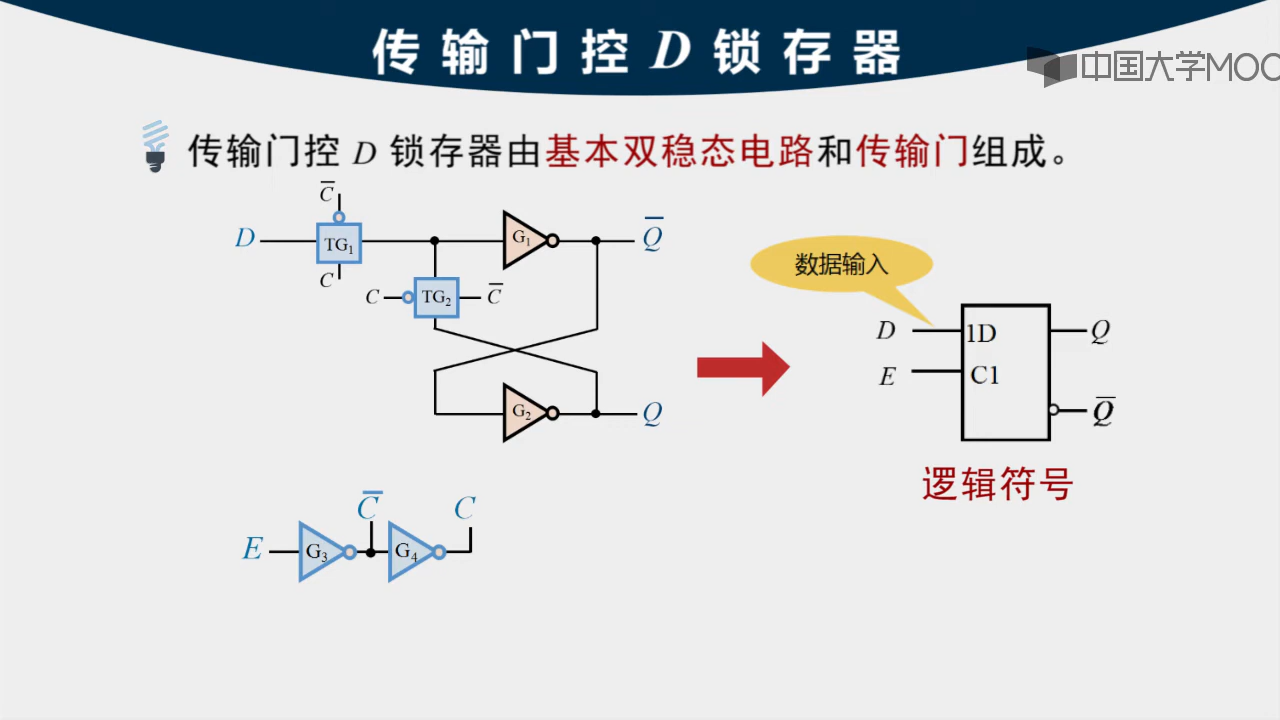 传输门控D锁存器
中国大学MOC
传输门控 D 锁存器由基本双稳态电路和传输门组成。
C̅
D TG₁ G₁ Q̅
C
C TG₂ C̅
G₂ Q
数据输入
D 1D Q
E C1
Q̅
逻辑符号
C̅ C
E G₃ G₄